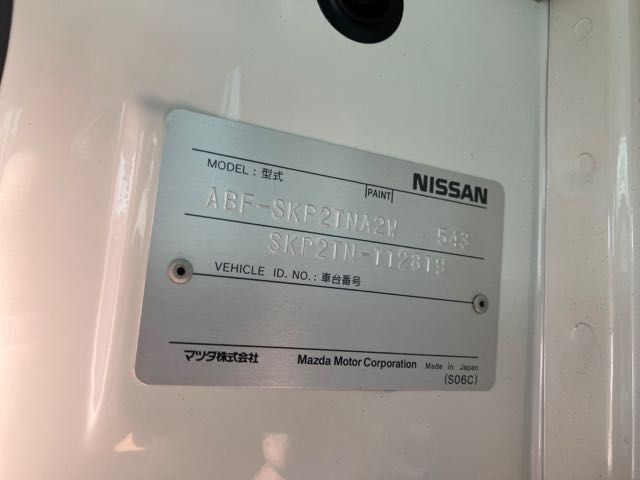 MODEL : 型式 PAINT NISSAN
ABF-SKP2TNA2W 543
SKP2TN-112819
VEHICLE ID. NO. : 車台番号
マツダ株式会社 Mazda Motor Corporation Made in Japan
(S06C)